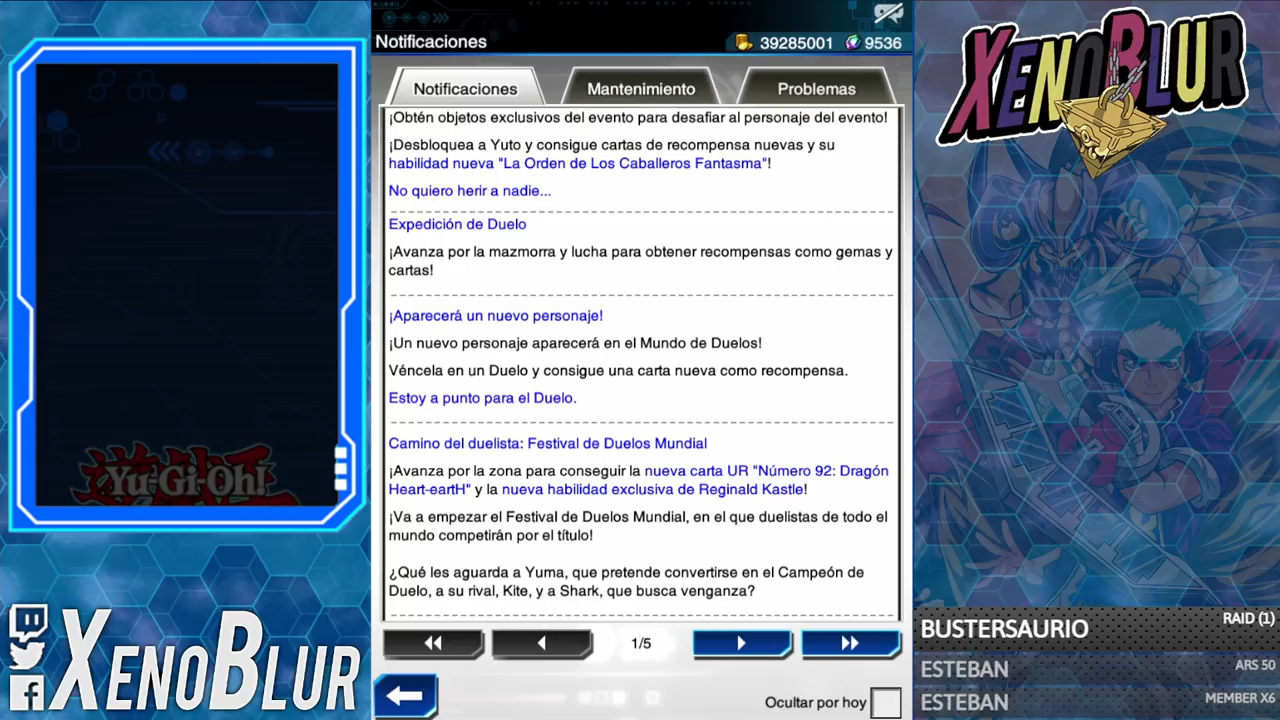 Notificaciones
39285001
9536
Notificaciones
Mantenimiento
Problemas
¡Obtén objetos exclusivos del evento para desafiar al personaje del evento!
¡Desbloquea a Yuto y consigue cartas de recompensa nuevas y su
habilidad nueva "La Orden de Los Caballeros Fantasma"!
No quiero herir a nadie...
Expedición de Duelo
¡Avanza por la mazmorra y lucha para obtener recompensas como gemas y
cartas!
¡Aparecerá un nuevo personaje!
¡Un nuevo personaje aparecerá en el Mundo de Duelos!
Véncela en un Duelo y consigue una carta nueva como recompensa.
Estoy a punto para el Duelo.
Camino del duelista: Festival de Duelos Mundial
¡Avanza por la zona para conseguir la nueva carta UR "Número 92: Dragón
Heart-eartH" y la nueva habilidad exclusiva de Reginald Kastle!
¡Va a empezar el Festival de Duelos Mundial, en el que duelistas de todo el
mundo competirán por el título!
¿Qué les aguarda a Yuma, que pretende convertirse en el Campeón de
Duelo, a su rival, Kite, y a Shark, que busca venganza?
1/5
Ocultar por hoy
Yu-Gi-Oh!
XENOBLUR
XENOBLUR
BUSTERSAURIO RAID (1)
ESTEBAN ARS 50
ESTEBAN MEMBER X6